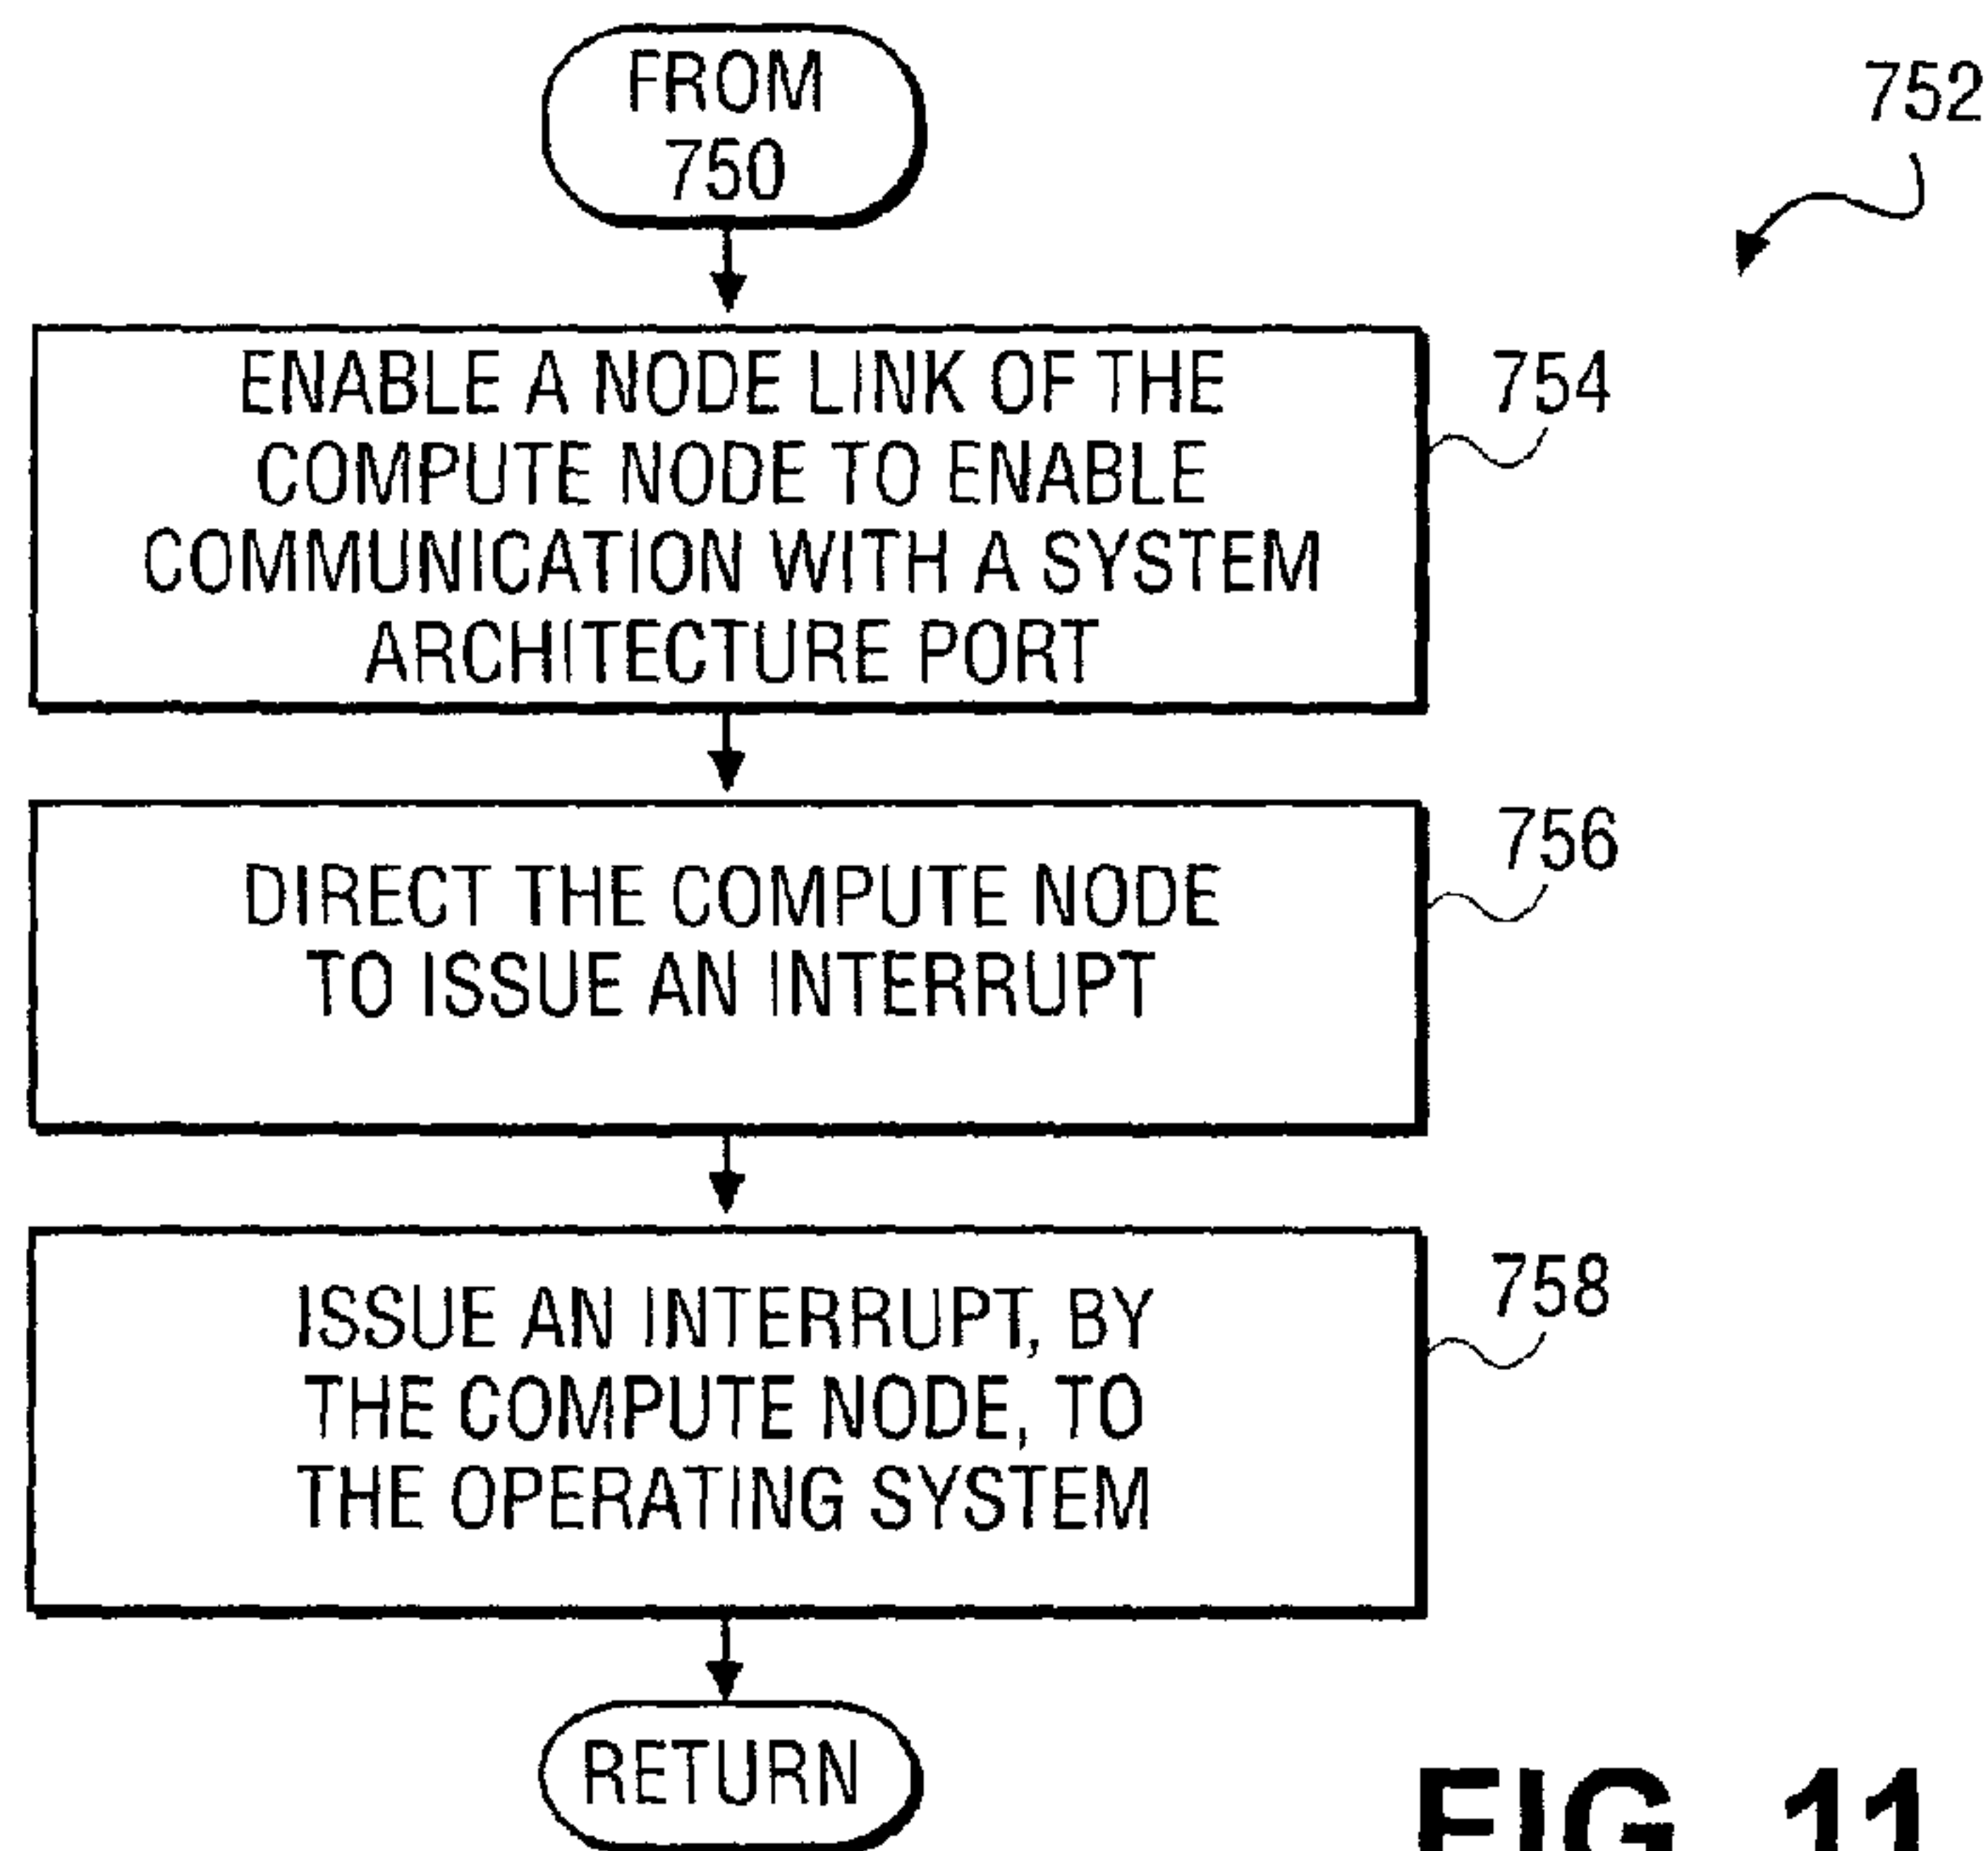 FROM
750
752
ENABLE A NODE LINK OF THE
COMPUTE NODE TO ENABLE
COMMUNICATION WITH A SYSTEM
ARCHITECTURE PORT
754
DIRECT THE COMPUTE NODE
TO ISSUE AN INTERRUPT
756
ISSUE AN INTERRUPT, BY
THE COMPUTE NODE, TO
THE OPERATING SYSTEM
758
RETURN
FIG. 11